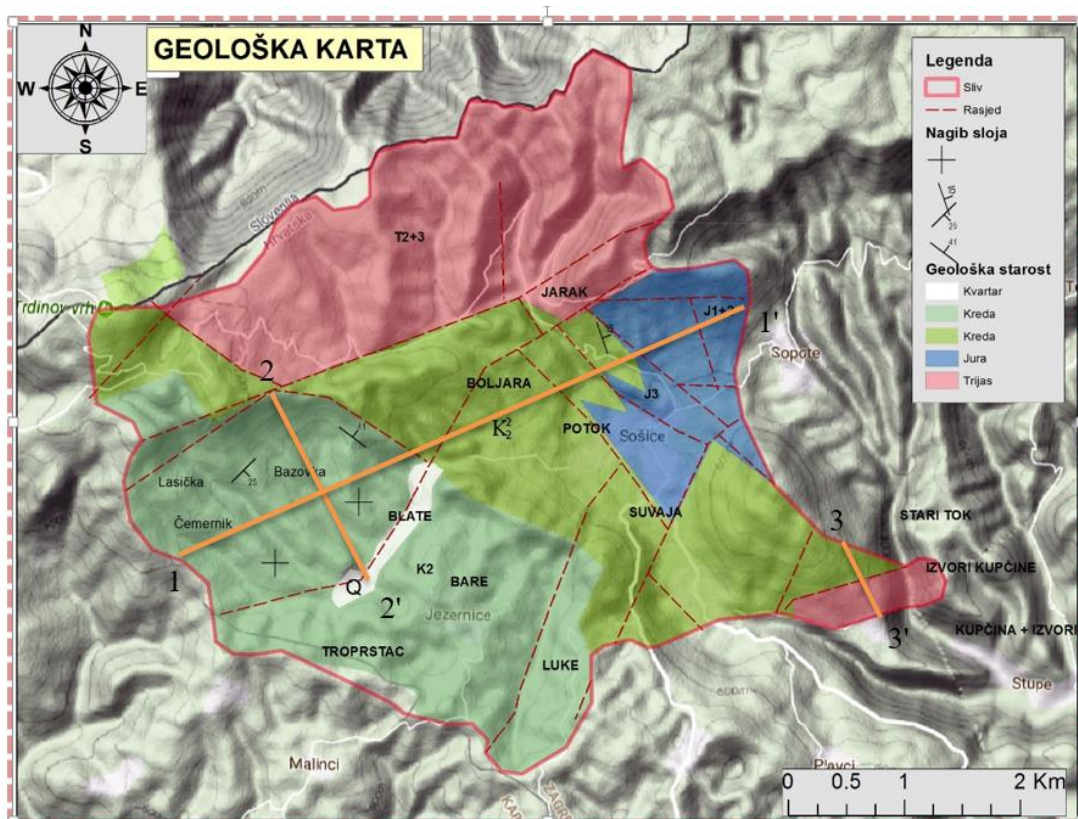 GEOLOŠKA KARTA
N
W
E
S
Legenda
Sliv
Rasjed
Nagib sloja
15
25
41
Geološka starost
Kvartar
Kreda
Kreda
Jura
Trijas
Slovenija
Hrvatska
T2+3
JARAK
Trdinov vrh
J1+2
1'
Sopote
2
BOLJARA
J3
K₂²
POTOK
Sošice
41
Lasička
Bazovka
25
Čemernik
BLATE
SUVAJA
3
STARI TOK
1
K2
BARE
IZVORI KUPČINE
Q
2'
Jezernice
3'
KUPČINA + IZVORI
TROPRSTAC
LUKE
Stupe
Malinci
Plavci
0 0.5 1 2 Km